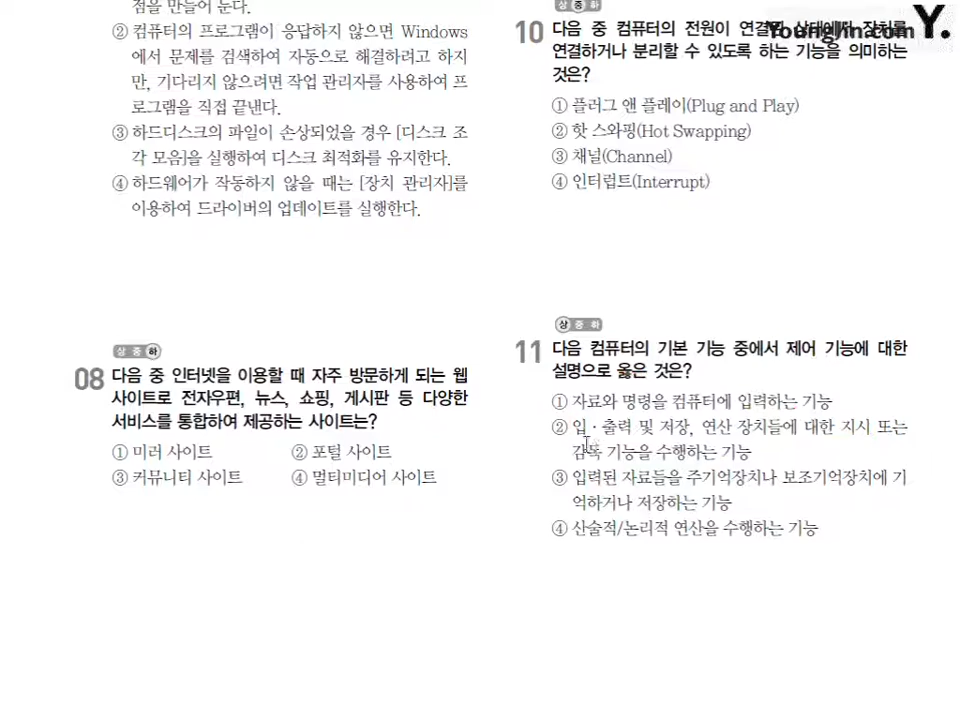 점을 만들어 둔다.
② 컴퓨터의 프로그램이 응답하지 않으면 Windows
에서 문제를 검색하여 자동으로 해결하려고 하지
만, 기다리지 않으려면 작업 관리자를 사용하여 프
로그램을 직접 끝낸다.
③ 하드디스크의 파일이 손상되었을 경우 [디스크 조
각 모음]을 실행하여 디스크 최적화를 유지한다.
④ 하드웨어가 작동하지 않을 때는 [장치 관리자]를
이용하여 드라이버의 업데이트를 실행한다.
상 중 하
08 다음 중 인터넷을 이용할 때 자주 방문하게 되는 웹
사이트로 전자우편, 뉴스, 쇼핑, 게시판 등 다양한
서비스를 통합하여 제공하는 사이트는?
① 미러 사이트 ② 포털 사이트
③ 커뮤니티 사이트 ④ 멀티미디어 사이트
상 중 하
10 다음 중 컴퓨터의 전원이 연결된 상태에서 장치를
연결하거나 분리할 수 있도록 하는 기능을 의미하는
것은?
① 플러그 앤 플레이(Plug and Play)
② 핫 스와핑(Hot Swapping)
③ 채널(Channel)
④ 인터럽트(Interrupt)
상 중 하
11 다음 컴퓨터의 기본 기능 중에서 제어 기능에 대한
설명으로 옳은 것은?
① 자료와 명령을 컴퓨터에 입력하는 기능
② 입·출력 및 저장, 연산 장치들에 대한 지시 또는
감독 기능을 수행하는 기능
③ 입력된 자료들을 주기억장치나 보조기억장치에 기
억하거나 저장하는 기능
④ 산술적/논리적 연산을 수행하는 기능
Youngjin.com Y.